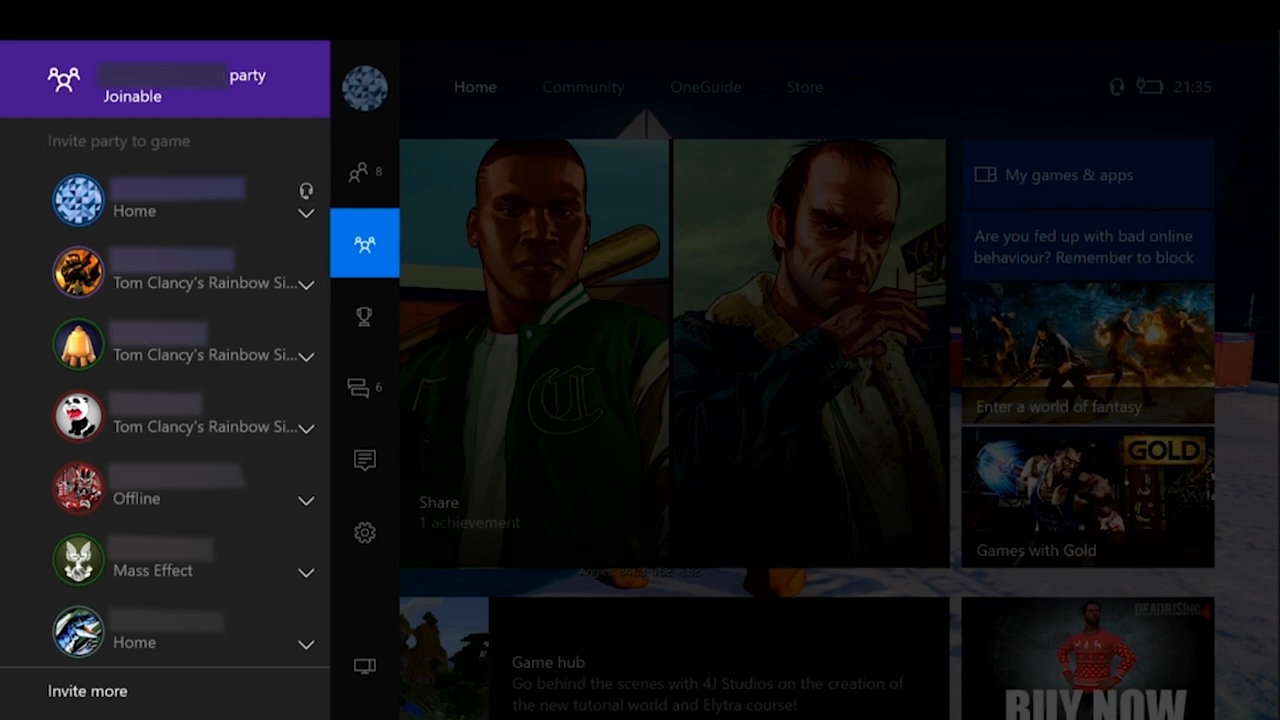 party
Joinable
Invite party to game
Home
Tom Clancy's Rainbow Si...
Tom Clancy's Rainbow Si...
Tom Clancy's Rainbow Si...
Offline
Mass Effect
Home
Invite more
8
6
Home
Community
OneGuide
Store
21:35
Share
1 achievement
My games & apps
Are you fed up with bad online
behaviour? Remember to block
Enter a world of fantasy
GOLD
Games with Gold
Game hub
Go behind the scenes with 4J Studios on the creation of
the new tutorial world and Elytra course!
DEADRISING 4
BUY NOW